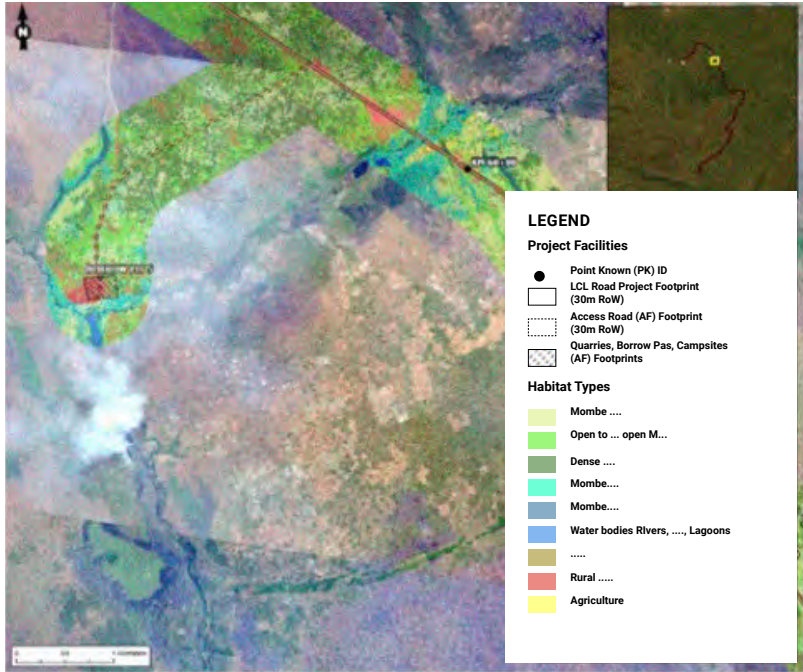 N
LEGEND
Project Facilities
Point Known (PK) ID
LCL Road Project Footprint
(30m RoW)
Access Road (AF) Footprint
(30m RoW)
Quarries, Borrow Pas, Campsites
(AF) Footprints
Habitat Types
Mombe ....
Open to ... open M...
Dense ....
Mombe....
Mombe....
Water bodies RIvers, ...., Lagoons
.....
Rural .....
Agriculture